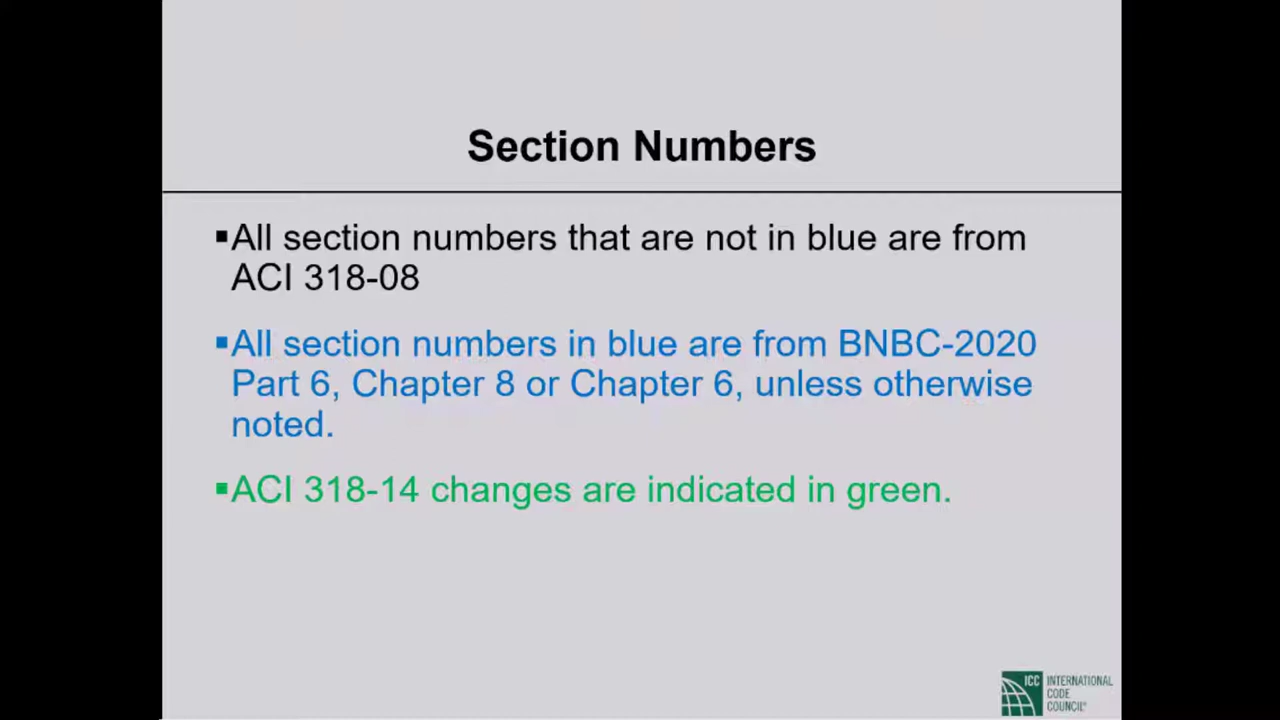 Section Numbers
▪All section numbers that are not in blue are from
ACI 318-08
▪All section numbers in blue are from BNBC-2020
Part 6, Chapter 8 or Chapter 6, unless otherwise
noted.
▪ACI 318-14 changes are indicated in green.
ICC INTERNATIONAL
CODE
COUNCIL®